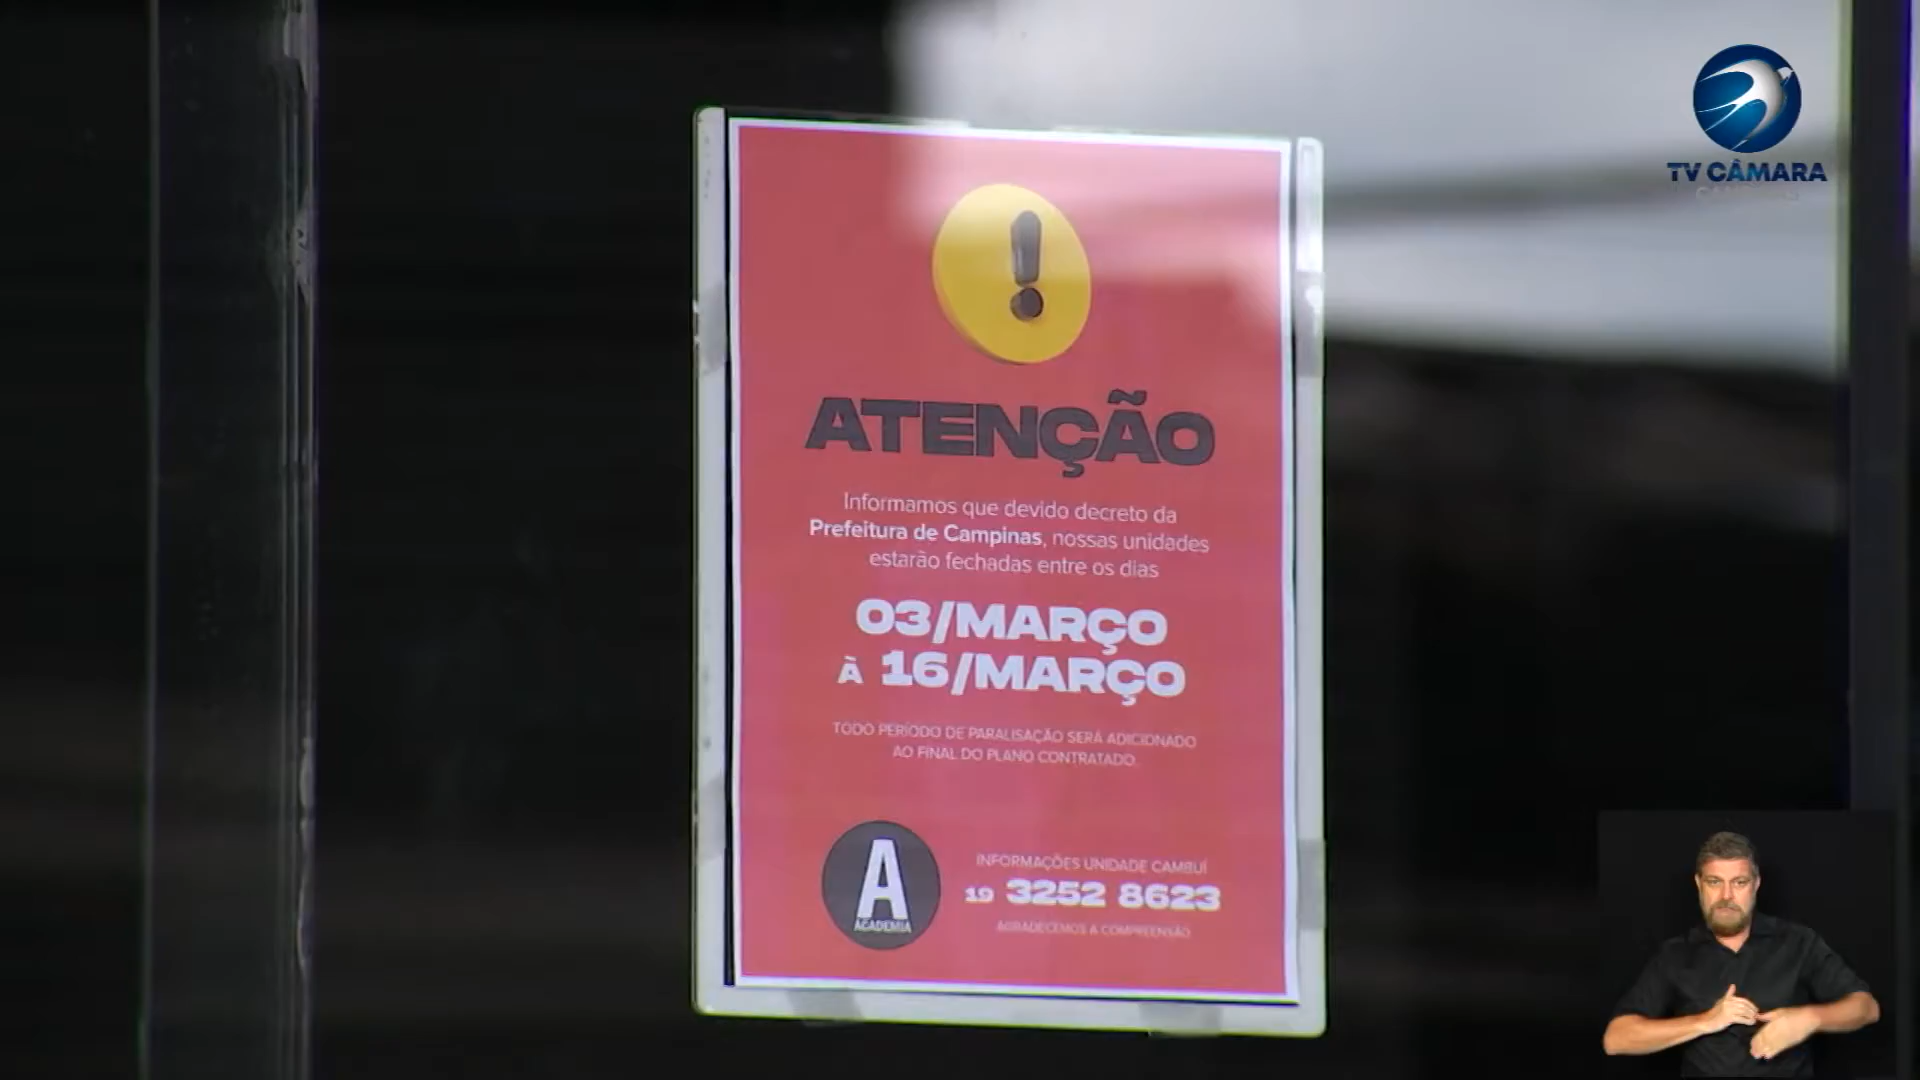 TV CÂMARA
CAMPINAS
ATENÇÃO
Informamos que devido decreto da
Prefeitura de Campinas, nossas unidades
estarão fechadas entre os dias
03/MARÇO
À 16/MARÇO
TODO PERÍODO DE PARALISAÇÃO SERÁ ADICIONADO
AO FINAL DO PLANO CONTRATADO.
A
ACADEMIA
INFORMAÇÕES UNIDADE CAMBUÍ
19 3252 8623
AGRADECEMOS A COMPREENSÃO